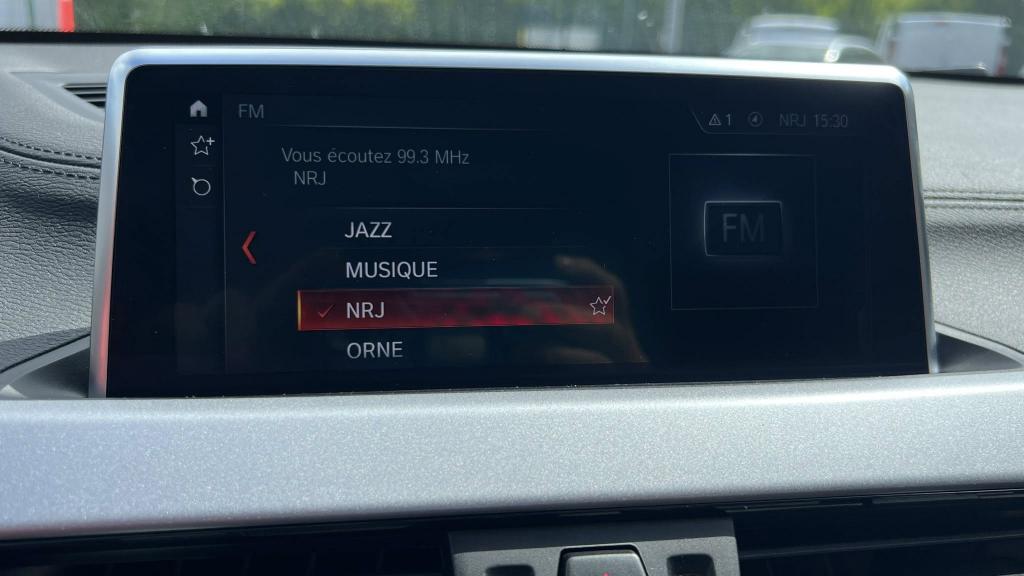 FM
1 NRJ 15:30
Vous écoutez 99.3 MHz
NRJ
FM
JAZZ
MUSIQUE
NRJ
ORNE